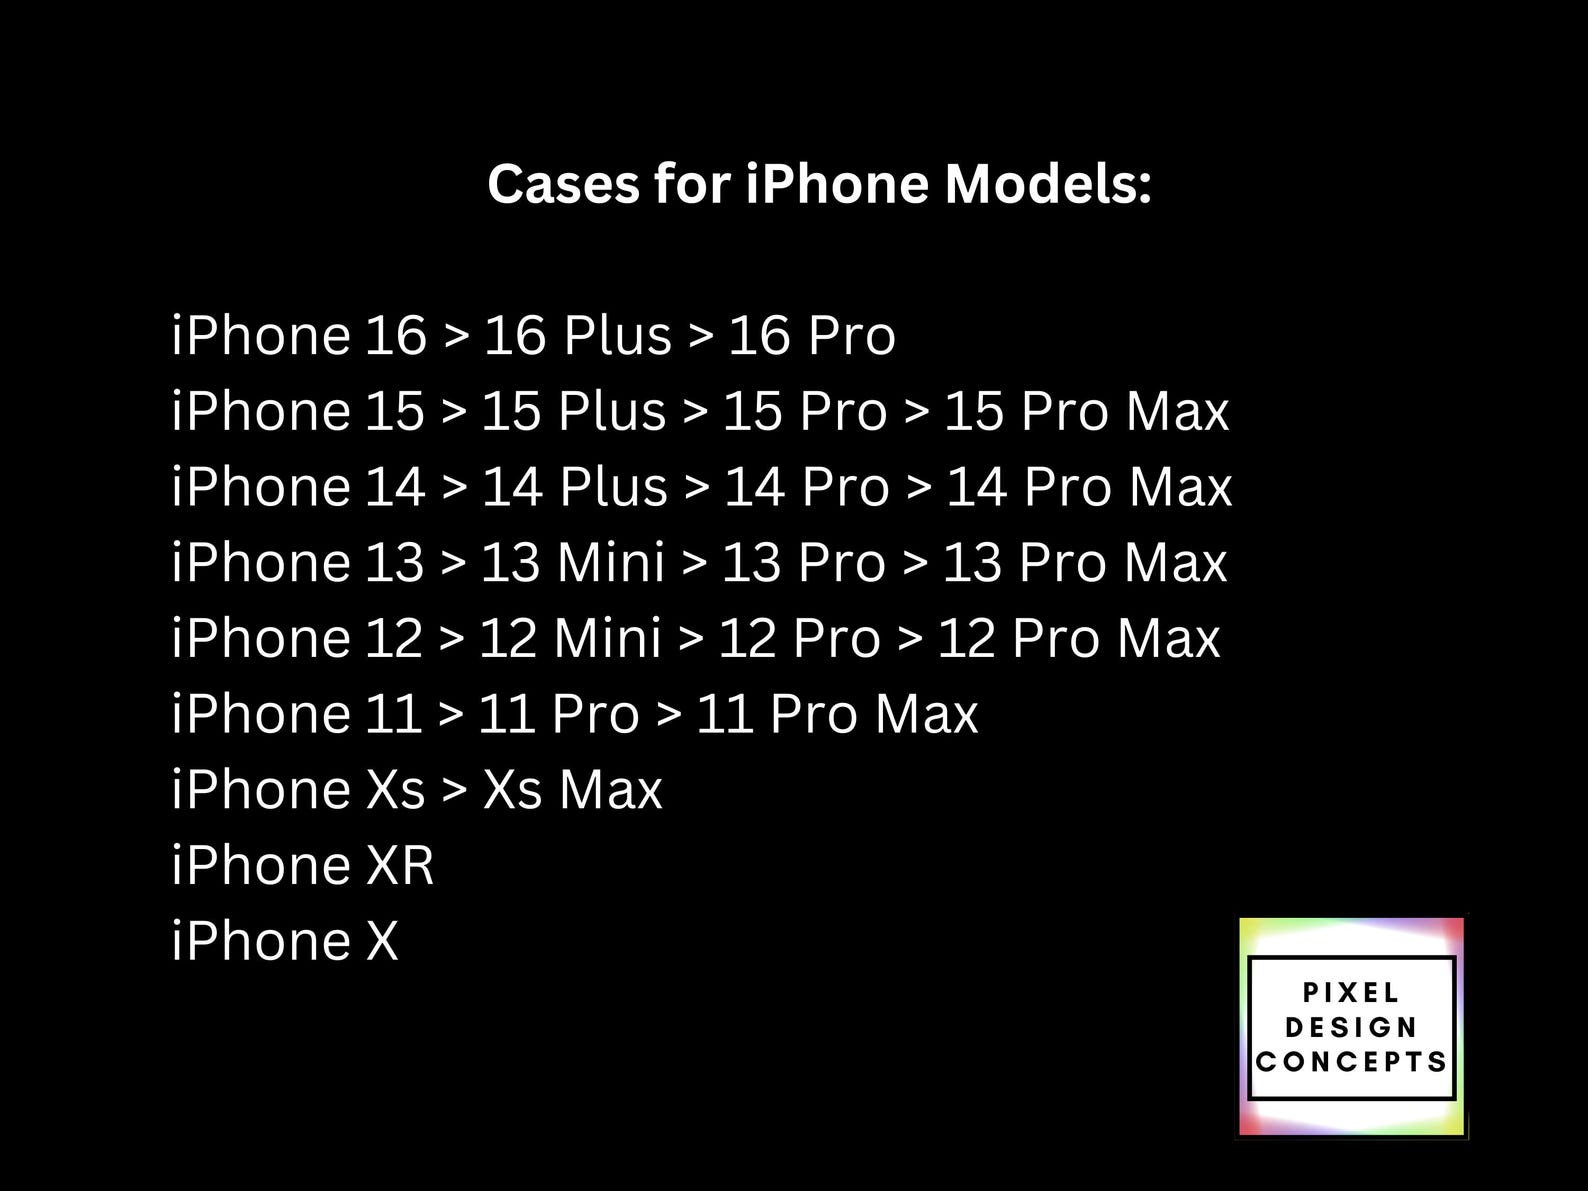 Cases for iPhone Models:
iPhone 16 > 16 Plus > 16 Pro
iPhone 15 > 15 Plus > 15 Pro > 15 Pro Max
iPhone 14 > 14 Plus > 14 Pro > 14 Pro Max
iPhone 13 > 13 Mini > 13 Pro > 13 Pro Max
iPhone 12 > 12 Mini > 12 Pro > 12 Pro Max
iPhone 11 > 11 Pro > 11 Pro Max
iPhone Xs > Xs Max
iPhone XR
iPhone X
PIXEL
DESIGN
CONCEPTS